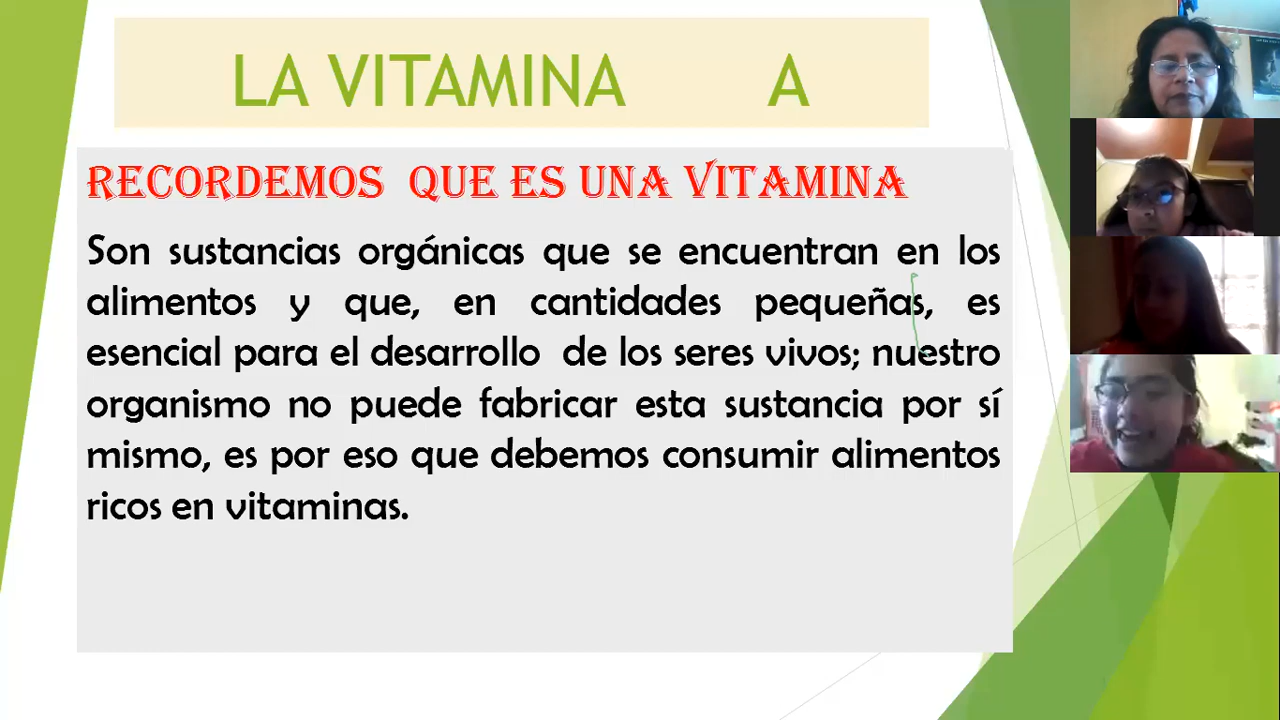 LA VITAMINA A
RECORDEMOS QUE ES UNA VITAMINA
Son sustancias orgánicas que se encuentran en los
alimentos y que, en cantidades pequeñas, es
esencial para el desarrollo de los seres vivos; nuestro
organismo no puede fabricar esta sustancia por sí
mismo, es por eso que debemos consumir alimentos
ricos en vitaminas.